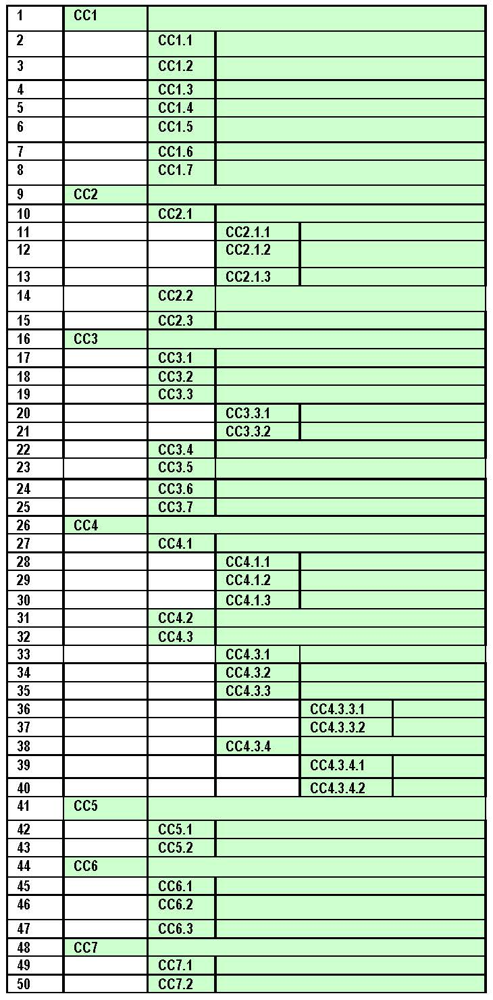 1 CC1
2 CC1.1
3 CC1.2
4 CC1.3
5 CC1.4
6 CC1.5
7 CC1.6
8 CC1.7
9 CC2
10 CC2.1
11 CC2.1.1
12 CC2.1.2
13 CC2.1.3
14 CC2.2
15 CC2.3
16 CC3
17 CC3.1
18 CC3.2
19 CC3.3
20 CC3.3.1
21 CC3.3.2
22 CC3.4
23 CC3.5
24 CC3.6
25 CC3.7
26 CC4
27 CC4.1
28 CC4.1.1
29 CC4.1.2
30 CC4.1.3
31 CC4.2
32 CC4.3
33 CC4.3.1
34 CC4.3.2
35 CC4.3.3
36 CC4.3.3.1
37 CC4.3.3.2
38 CC4.3.4
39 CC4.3.4.1
40 CC4.3.4.2
41 CC5
42 CC5.1
43 CC5.2
44 CC6
45 CC6.1
46 CC6.2
47 CC6.3
48 CC7
49 CC7.1
50 CC7.2